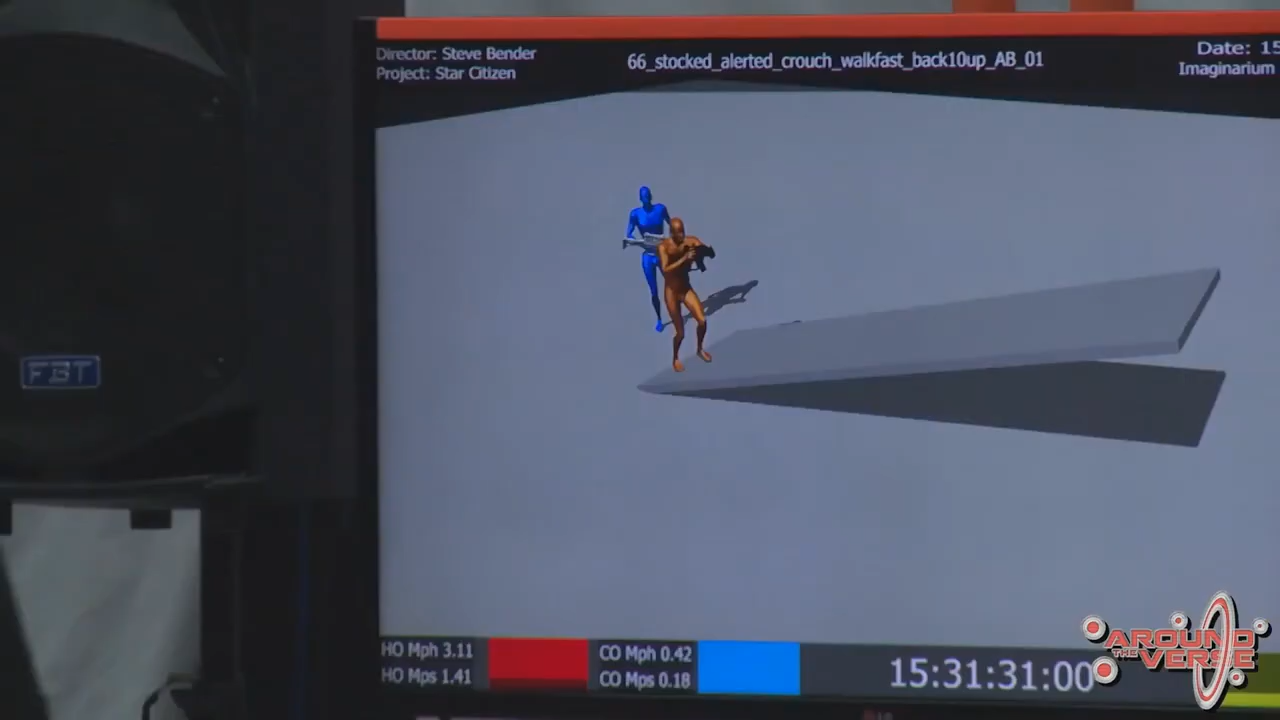 Director: Steve Bender
Project: Star Citizen
66_stocked_alerted_crouch_walkfast_back10up_AB_01
Date: 15
Imaginarium
FBT
HO Mph 3.11
HO Mps 1.41
CO Mph 0.42
CO Mps 0.18
15:31:31:00
AROUND
THE VERSE